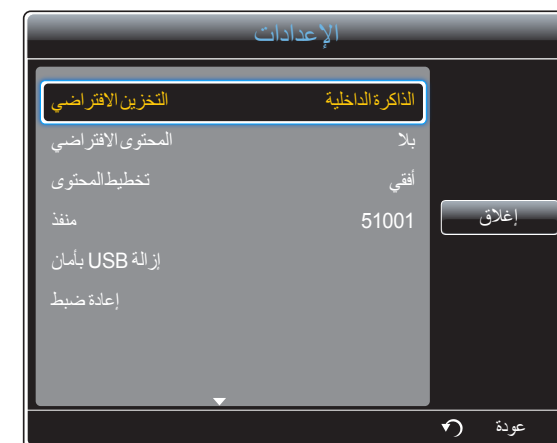 الإعدادات
التخزين الافتراضي الذاكرة الداخلية
المحتوى الافتراضي بلا
تخطيط المحتوى أفقي
منفذ 51001
إزالة USB بأمان
إعادة ضبط
إغلاق
عودة